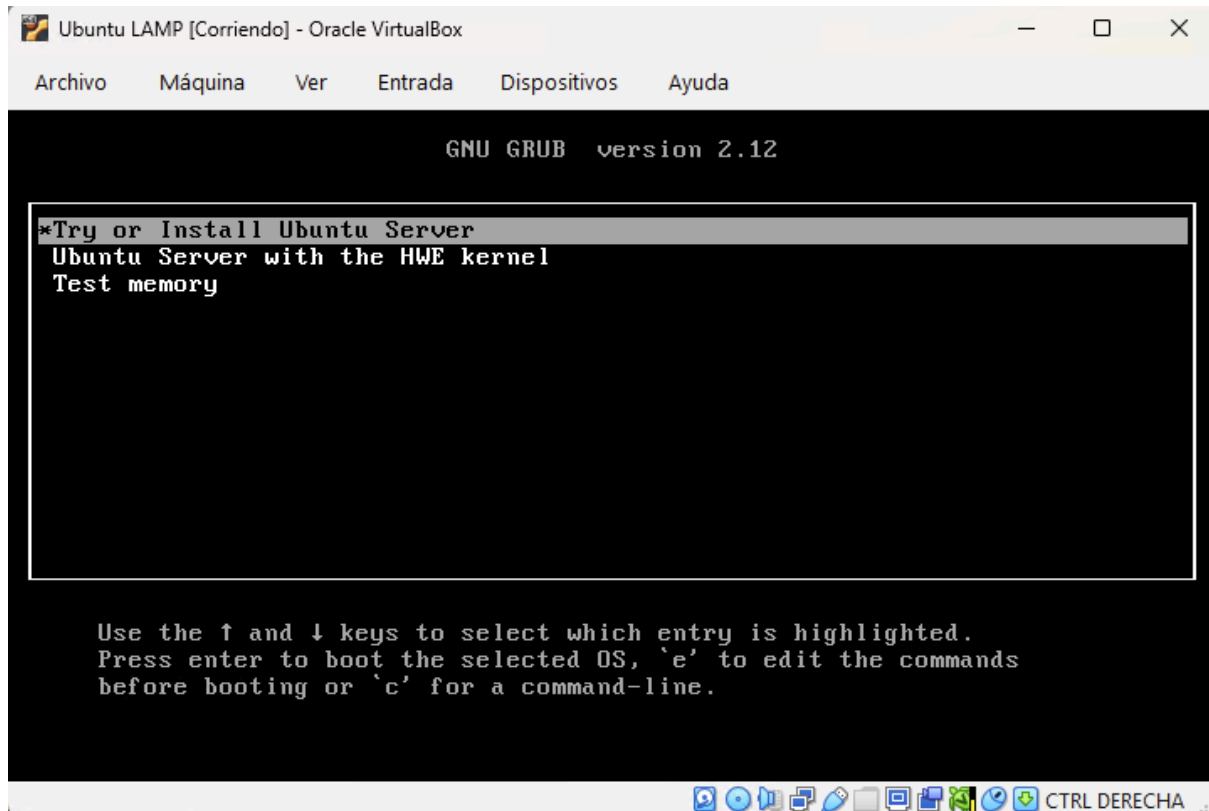 Ubuntu LAMP [Corriendo] - Oracle VirtualBox
Archivo Máquina Ver Entrada Dispositivos Ayuda
GNU GRUB version 2.12
*Try or Install Ubuntu Server
Ubuntu Server with the HWE kernel
Test memory
Use the ↑ and ↓ keys to select which entry is highlighted.
Press enter to boot the selected OS, `e' to edit the commands
before booting or `c' for a command-line.
CTRL DERECHA